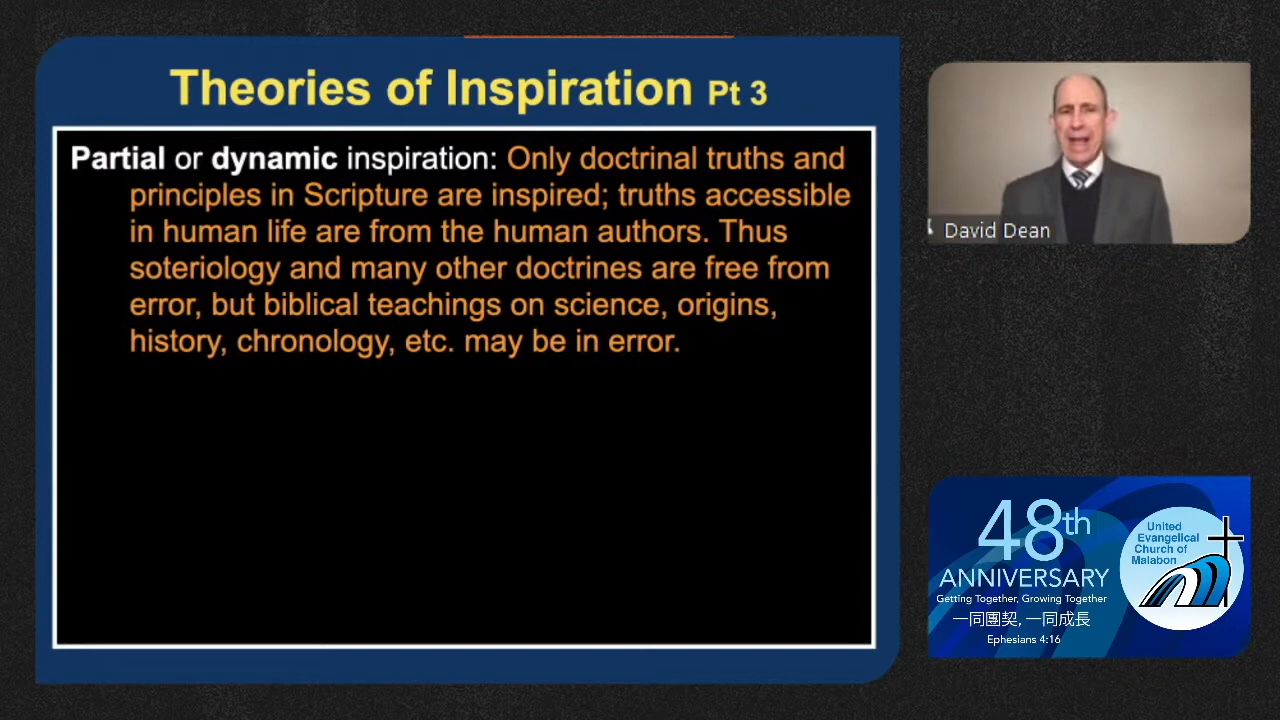 Theories of Inspiration Pt 3
Partial or dynamic inspiration: Only doctrinal truths and
principles in Scripture are inspired; truths accessible
in human life are from the human authors. Thus
soteriology and many other doctrines are free from
error, but biblical teachings on science, origins,
history, chronology, etc. may be in error.
David Dean
48th
ANNIVERSARY
Getting Together, Growing Together
一同團契, 一同成長
Ephesians 4:16
United
Evangelical
Church of
Malabon